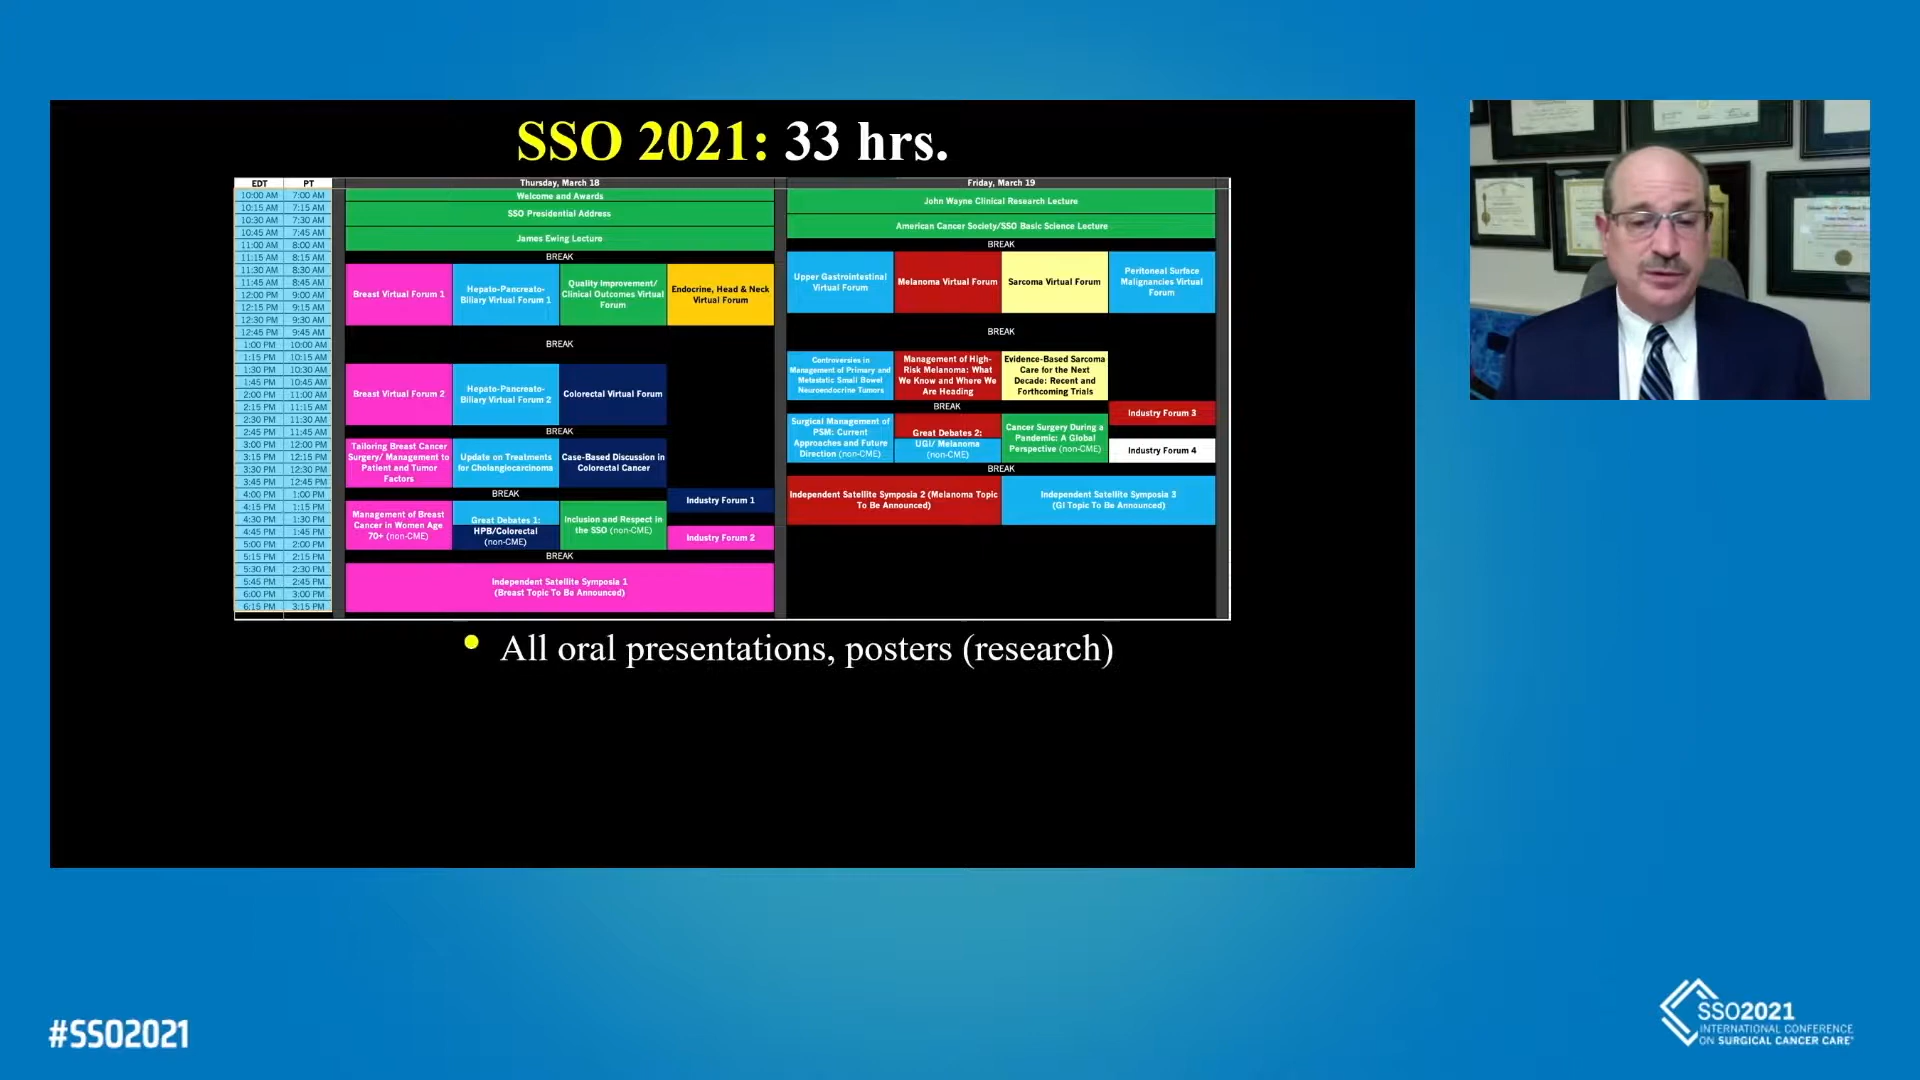 SSO 2021: 33 hrs.
EDT PT Thursday, March 18 Friday, March 19
10:00 AM 7:00 AM
10:15 AM 7:15 AM
10:30 AM 7:30 AM
10:45 AM 7:45 AM
11:00 AM 8:00 AM
11:15 AM 8:15 AM
11:30 AM 8:30 AM
11:45 AM 8:45 AM
12:00 PM 9:00 AM
12:15 PM 9:15 AM
12:30 PM 9:30 AM
12:45 PM 9:45 AM
1:00 PM 10:00 AM
1:15 PM 10:15 AM
1:30 PM 10:30 AM
1:45 PM 10:45 AM
2:00 PM 11:00 AM
2:15 PM 11:15 AM
2:30 PM 11:30 AM
2:45 PM 11:45 AM
3:00 PM 12:00 PM
3:15 PM 12:15 PM
3:30 PM 12:30 PM
3:45 PM 12:45 PM
4:00 PM 1:00 PM
4:15 PM 1:15 PM
4:30 PM 1:30 PM
4:45 PM 1:45 PM
5:00 PM 2:00 PM
5:15 PM 2:15 PM
5:30 PM 2:30 PM
5:45 PM 2:45 PM
6:00 PM 3:00 PM
6:15 PM 3:15 PM
Welcome and Awards
SSO Presidential Address
James Ewing Lecture
BREAK
Breast Virtual Forum 1
Hepato-Pancreato-
Biliary Virtual Forum 1
Quality Improvement/
Clinical Outcomes Virtual
Forum
Endocrine, Head & Neck
Virtual Forum
BREAK
Breast Virtual Forum 2
Hepato-Pancreato-
Biliary Virtual Forum 2
Colorectal Virtual Forum
BREAK
Tailoring Breast Cancer
Surgery/ Management to
Patient and Tumor
Factors
Update on Treatments
for Cholangiocarcinoma
Case-Based Discussion in
Colorectal Cancer
BREAK
Industry Forum 1
Management of Breast
Cancer in Women Age
70+ (non-CME)
Great Debates 1:
HPB/Colorectal
(non-CME)
Inclusion and Respect in
the SSO (non-CME)
Industry Forum 2
BREAK
Independent Satellite Symposia 1
(Breast Topic To Be Announced)
John Wayne Clinical Research Lecture
American Cancer Society/SSO Basic Science Lecture
BREAK
Upper Gastrointestinal
Virtual Forum
Melanoma Virtual Forum
Sarcoma Virtual Forum
Peritoneal Surface
Malignancies Virtual
Forum
BREAK
Controversies in
Management of Primary and
Metastatic Small Bowel
Neuroendocrine Tumors
Management of High-
Risk Melanoma: What
We Know and Where We
Are Heading
Evidence-Based Sarcoma
Care for the Next
Decade: Recent and
Forthcoming Trials
BREAK
Industry Forum 3
Surgical Management of
PSM: Current
Approaches and Future
Direction (non-CME)
Great Debates 2:
UGI/ Melanoma
(non-CME)
Cancer Surgery During a
Pandemic: A Global
Perspective (non-CME)
Industry Forum 4
BREAK
Independent Satellite Symposia 2 (Melanoma Topic
To Be Announced)
Independent Satellite Symposia 3
(GI Topic To Be Announced)
• All oral presentations, posters (research)
#SSO2021
SSO2021
INTERNATIONAL CONFERENCE
ON SURGICAL CANCER CARE